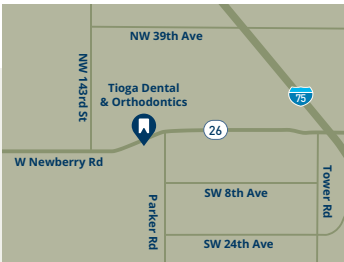 NW 39th Ave
NW 143rd St
Tioga Dental
& Orthodontics
75
26
W Newberry Rd
Parker Rd
SW 8th Ave
Tower Rd
SW 24th Ave